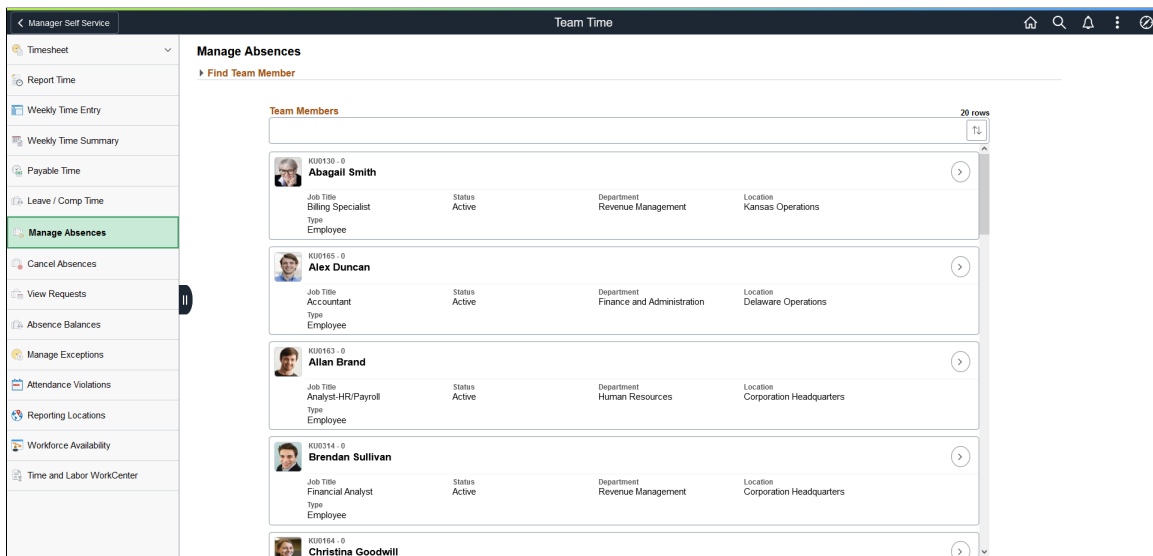 Manager Self Service
Team Time
Timesheet
Report Time
Weekly Time Entry
Weekly Time Summary
Payable Time
Leave / Comp Time
Manage Absences
Cancel Absences
View Requests
Absence Balances
Manage Exceptions
Attendance Violations
Reporting Locations
Workforce Availability
Time and Labor WorkCenter
Manage Absences
Find Team Member
Team Members
20 rows
KU0130 - 0
Abagail Smith
Job Title Status Department Location
Billing Specialist Active Revenue Management Kansas Operations
Type
Employee
KU0165 - 0
Alex Duncan
Job Title Status Department Location
Accountant Active Finance and Administration Delaware Operations
Type
Employee
KU0163 - 0
Allan Brand
Job Title Status Department Location
Analyst-HR/Payroll Active Human Resources Corporation Headquarters
Type
Employee
KU0314 - 0
Brendan Sullivan
Job Title Status Department Location
Financial Analyst Active Revenue Management Corporation Headquarters
Type
Employee
KU0164 - 0
Christina Goodwill